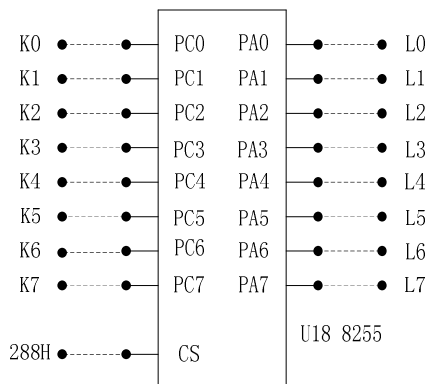 K0 PC0 PA0 L0
K1 PC1 PA1 L1
K2 PC2 PA2 L2
K3 PC3 PA3 L3
K4 PC4 PA4 L4
K5 PC5 PA5 L5
K6 PC6 PA6 L6
K7 PC7 PA7 L7
U18 8255
288H CS